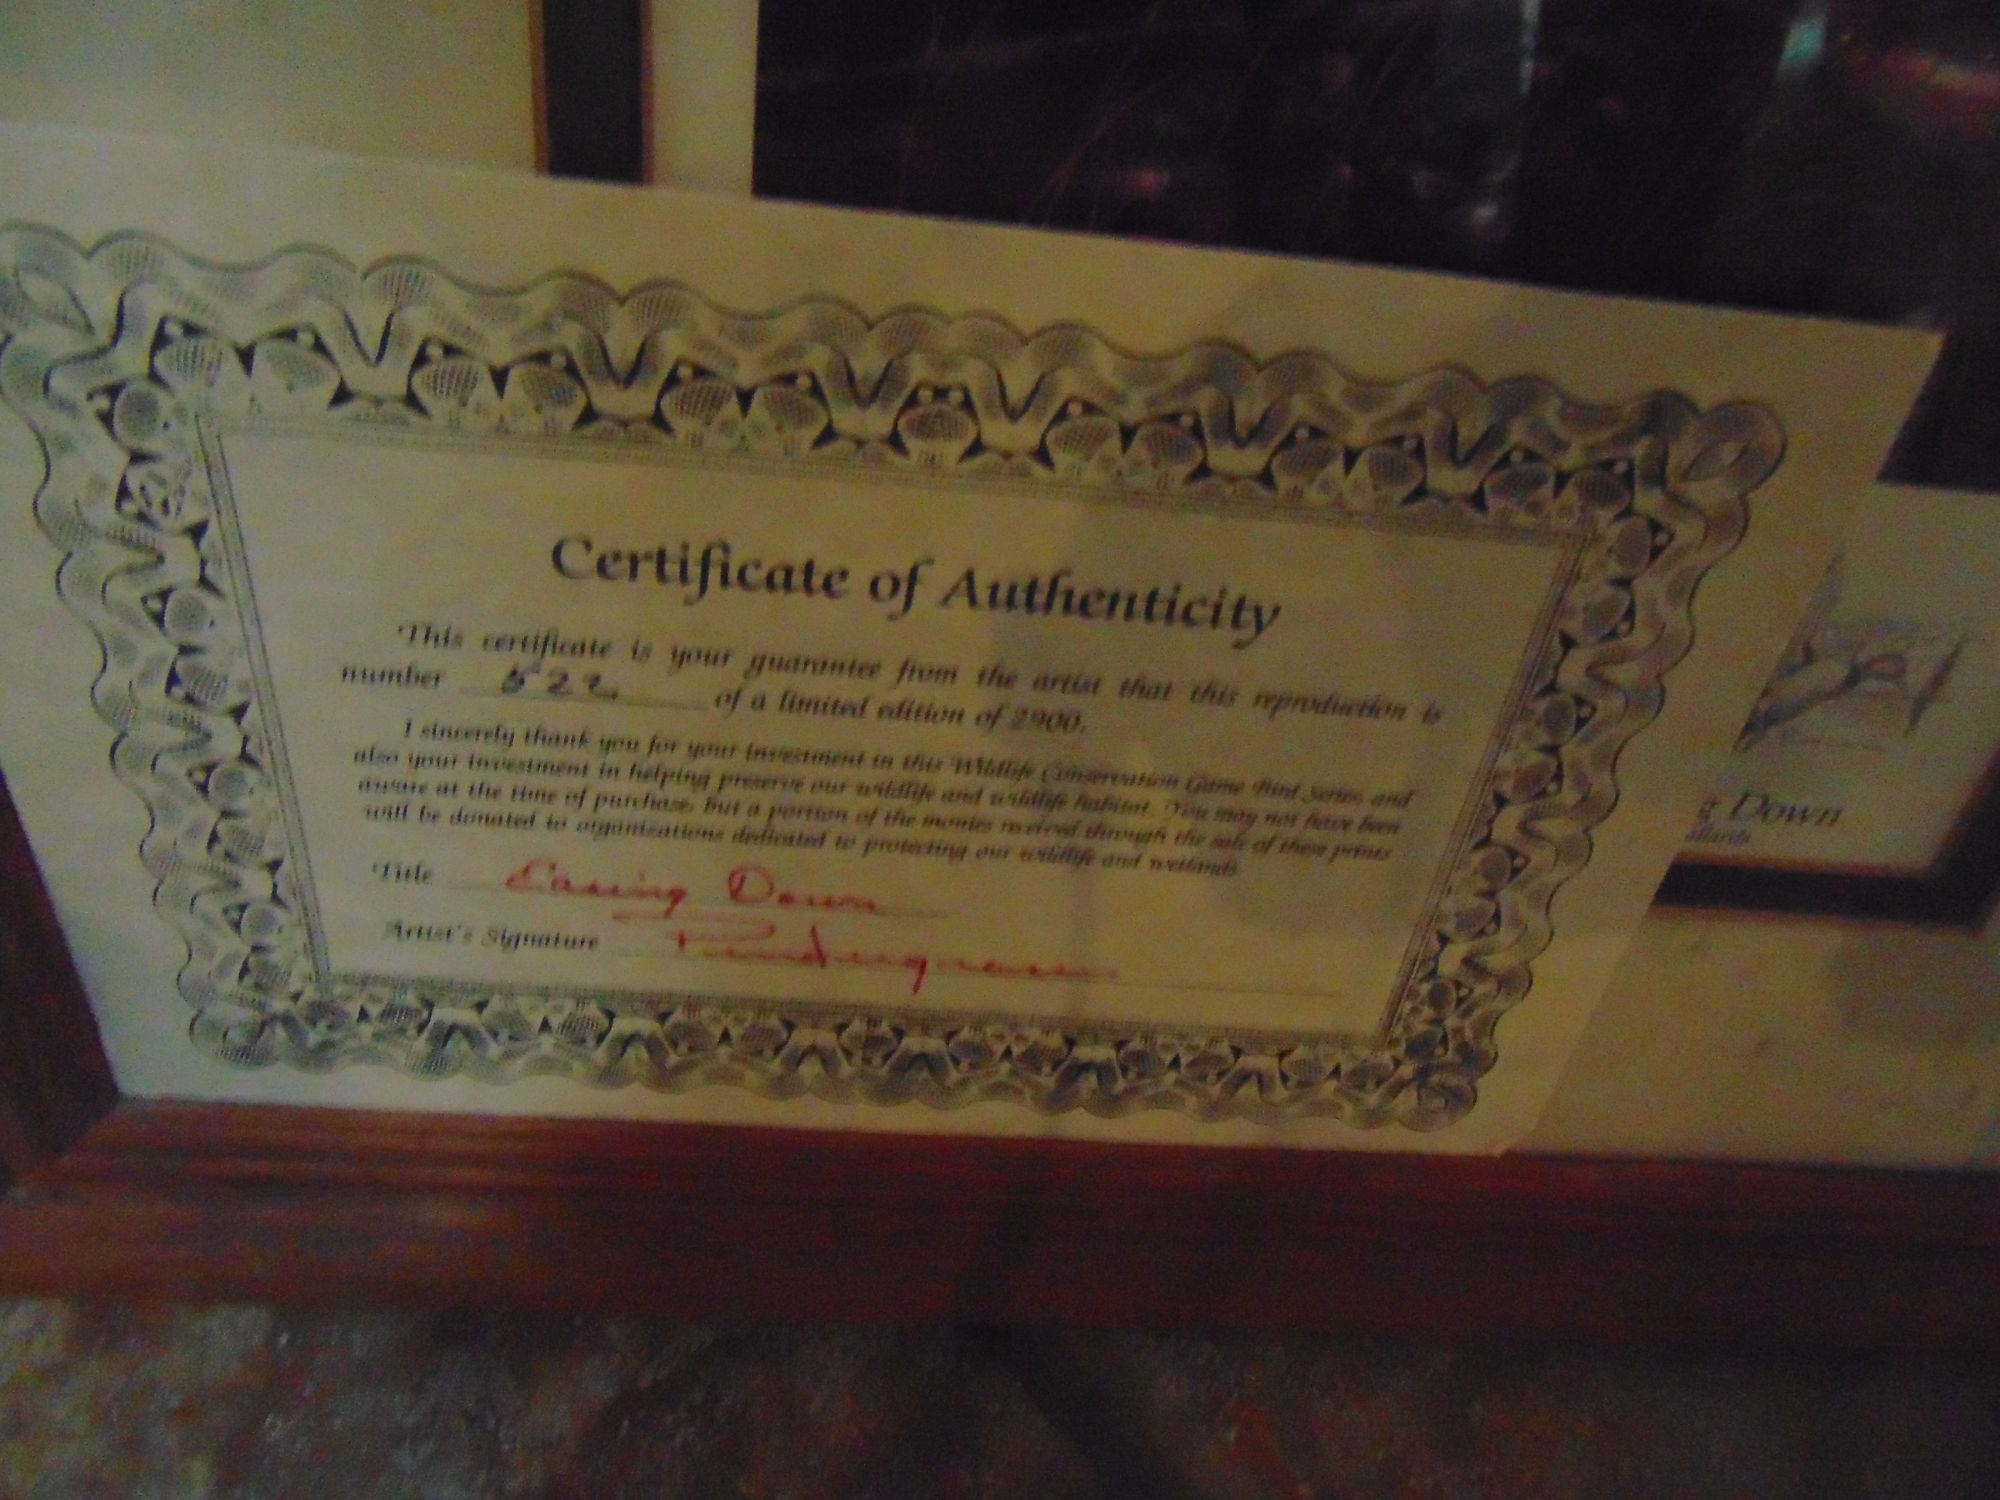 Certificate of Authenticity
This certificate is your guarantee from the artist that this reproduction is
number 522 of a limited edition of 2900.
I sincerely thank you for your investment in this Wildlife Conservation Game Bird Series and
also your investment in helping preserve our wildlife and wildlife habitat. You may not have been
aware at the time of purchase, but a portion of the monies received through the sale of these prints
will be donated to organizations dedicated to protecting our wildlife and wetlands.
Title Easing Down
Artist's Signature
g Down
allards